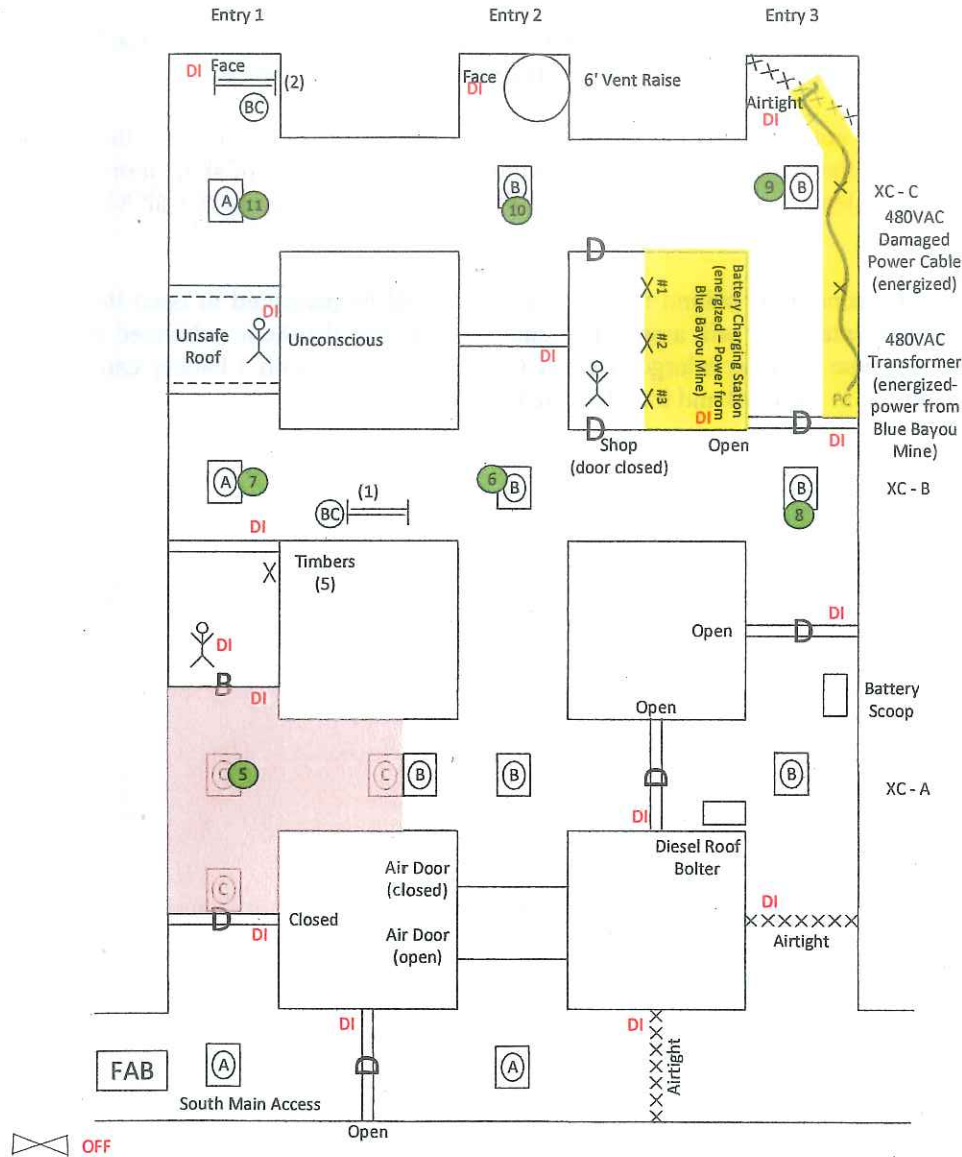 Entry 1
Entry 2
Entry 3
DI
Face
(2)
BC
Face
DI
6' Vent Raise
Airtight
DI
A
11
B
10
9
B
XC - C
480VAC
Damaged
Power Cable
(energized)
D
DI
Unsafe
Roof
Unconscious
DI
#1
#2
#3
Battery Charging Station
(energized – Power from
Blue Bayou Mine)
DI
480VAC
Transformer
(energized-
power from
Blue Bayou
Mine)
PC
D
Shop
(door closed)
Open
D
DI
A
7
6
B
B
8
XC - B
(1)
BC
DI
Timbers
(5)
DI
B
DI
Open
D
DI
Battery
Scoop
Open
C
5
C
B
B
D
B
XC - A
DI
Diesel Roof
Bolter
C
Air Door
(closed)
D
Closed
DI
Air Door
(open)
DI
Airtight
DI
DI
FAB
A
D
A
Airtight
South Main Access
Open
OFF